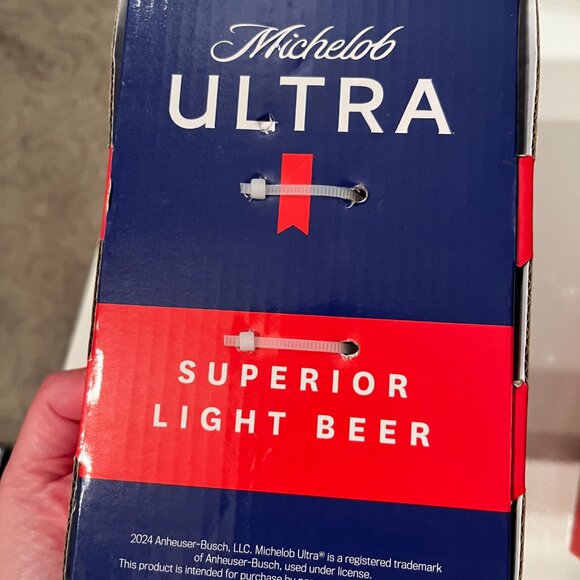 Michelob
ULTRA
SUPERIOR
LIGHT BEER
2024 Anheuser-Busch, LLC. Michelob Ultra® is a registered trademark
of Anheuser-Busch, used under license.
This product is intended for purchase by